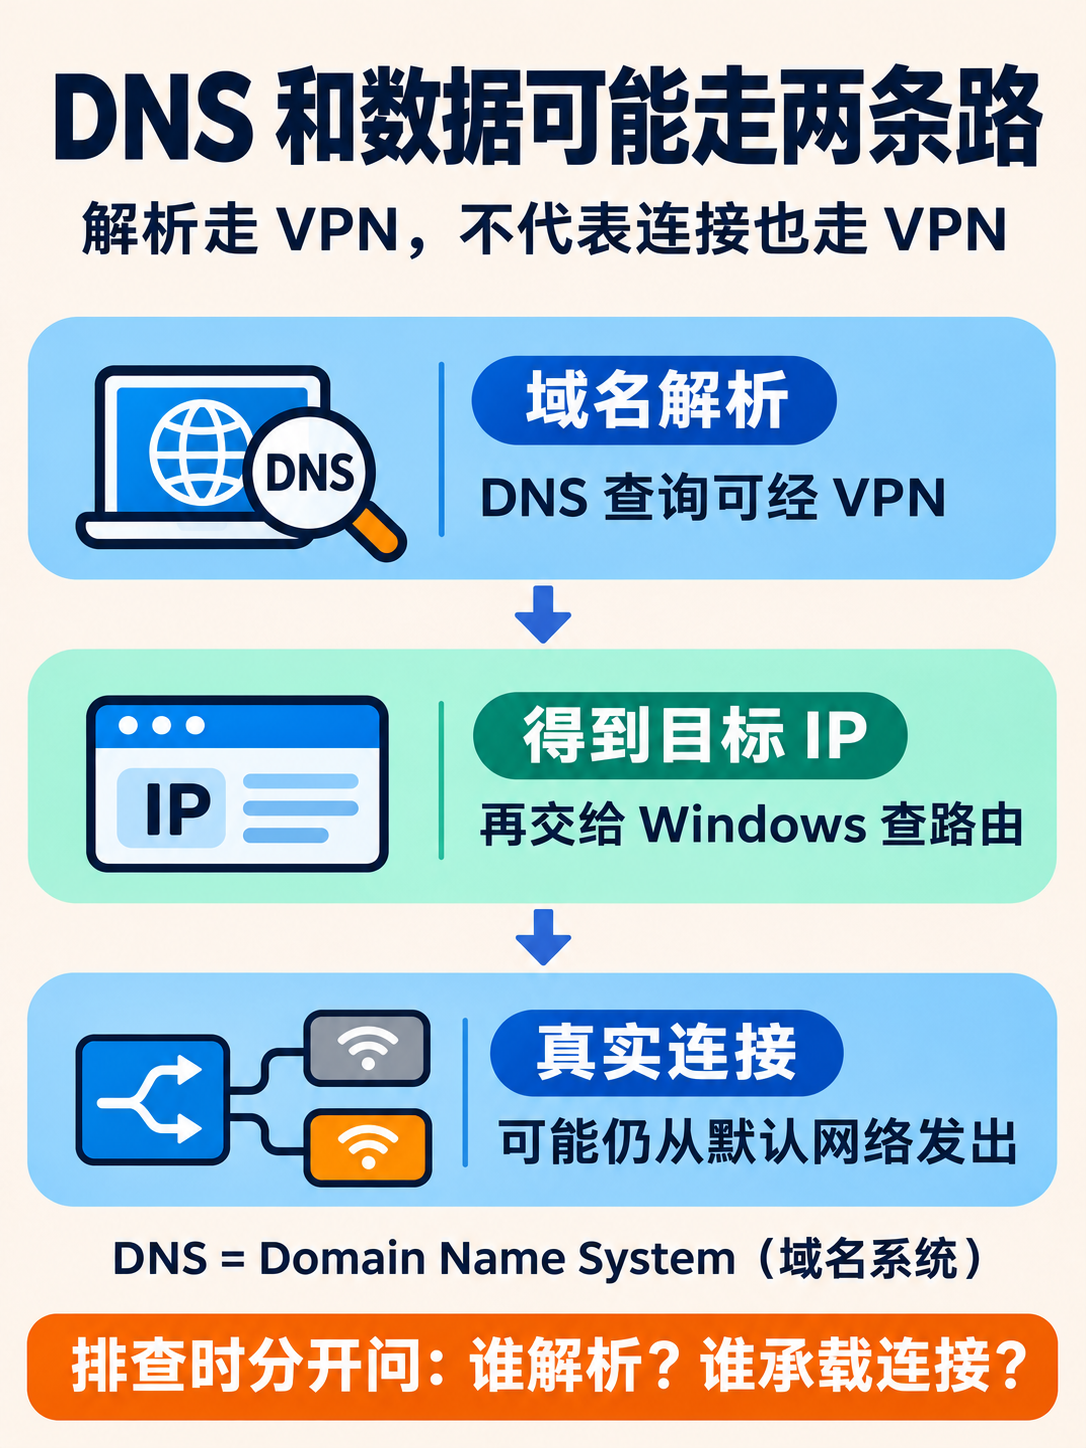 DNS 和数据可能走两条路
解析走 VPN，不代表连接也走 VPN
DNS
域名解析
DNS 查询可经 VPN
IP
得到目标 IP
再交给 Windows 查路由
真实连接
可能仍从默认网络发出
DNS = Domain Name System（域名系统）
排查时分开问：谁解析？谁承载连接？